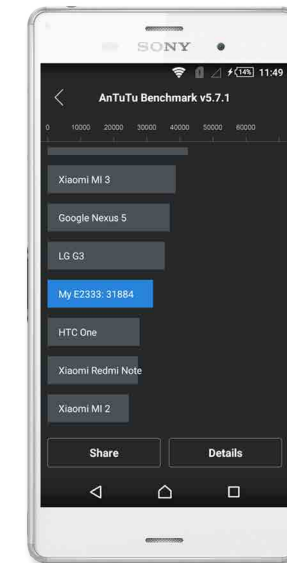 SONY
14% 11:49
AnTuTu Benchmark v5.7.1
0 10000 20000 30000 40000 50000 60000
Xiaomi MI 3
Google Nexus 5
LG G3
My E2333: 31884
HTC One
Xiaomi Redmi Note
Xiaomi MI 2
Share Details